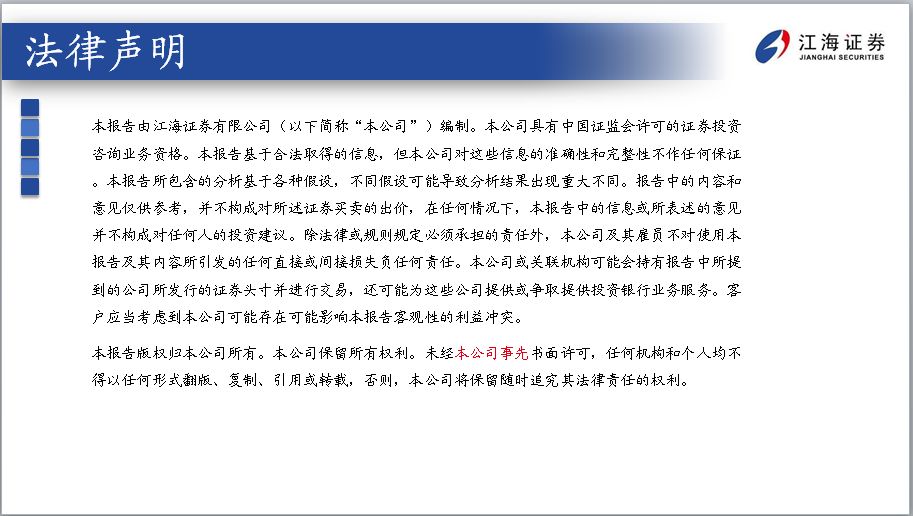 法律声明
江海证券
JIANGHAI SECURITIES
本报告由江海证券有限公司（以下简称“本公司”）编制。本公司具有中国证监会许可的证券投资
咨询业务资格。本报告基于合法取得的信息，但本公司对这些信息的准确性和完整性不作任何保证
。本报告所包含的分析基于各种假设，不同假设可能导致分析结果出现重大不同。报告中的内容和
意见仅供参考，并不构成对所述证券买卖的出价，在任何情况下，本报告中的信息或所表述的意见
并不构成对任何人的投资建议。除法律或规则规定必须承担的责任外，本公司及其雇员不对使用本
报告及其内容所引发的任何直接或间接损失负任何责任。本公司或关联机构可能会持有报告中所提
到的公司所发行的证券头寸并进行交易，还可能为这些公司提供或争取提供投资银行业务服务。客
户应当考虑到本公司可能存在可能影响本报告客观性的利益冲突。
本报告版权归本公司所有。本公司保留所有权利。未经本公司事先书面许可，任何机构和个人均不
得以任何形式翻版、复制、引用或转载，否则，本公司将保留随时追究其法律责任的权利。